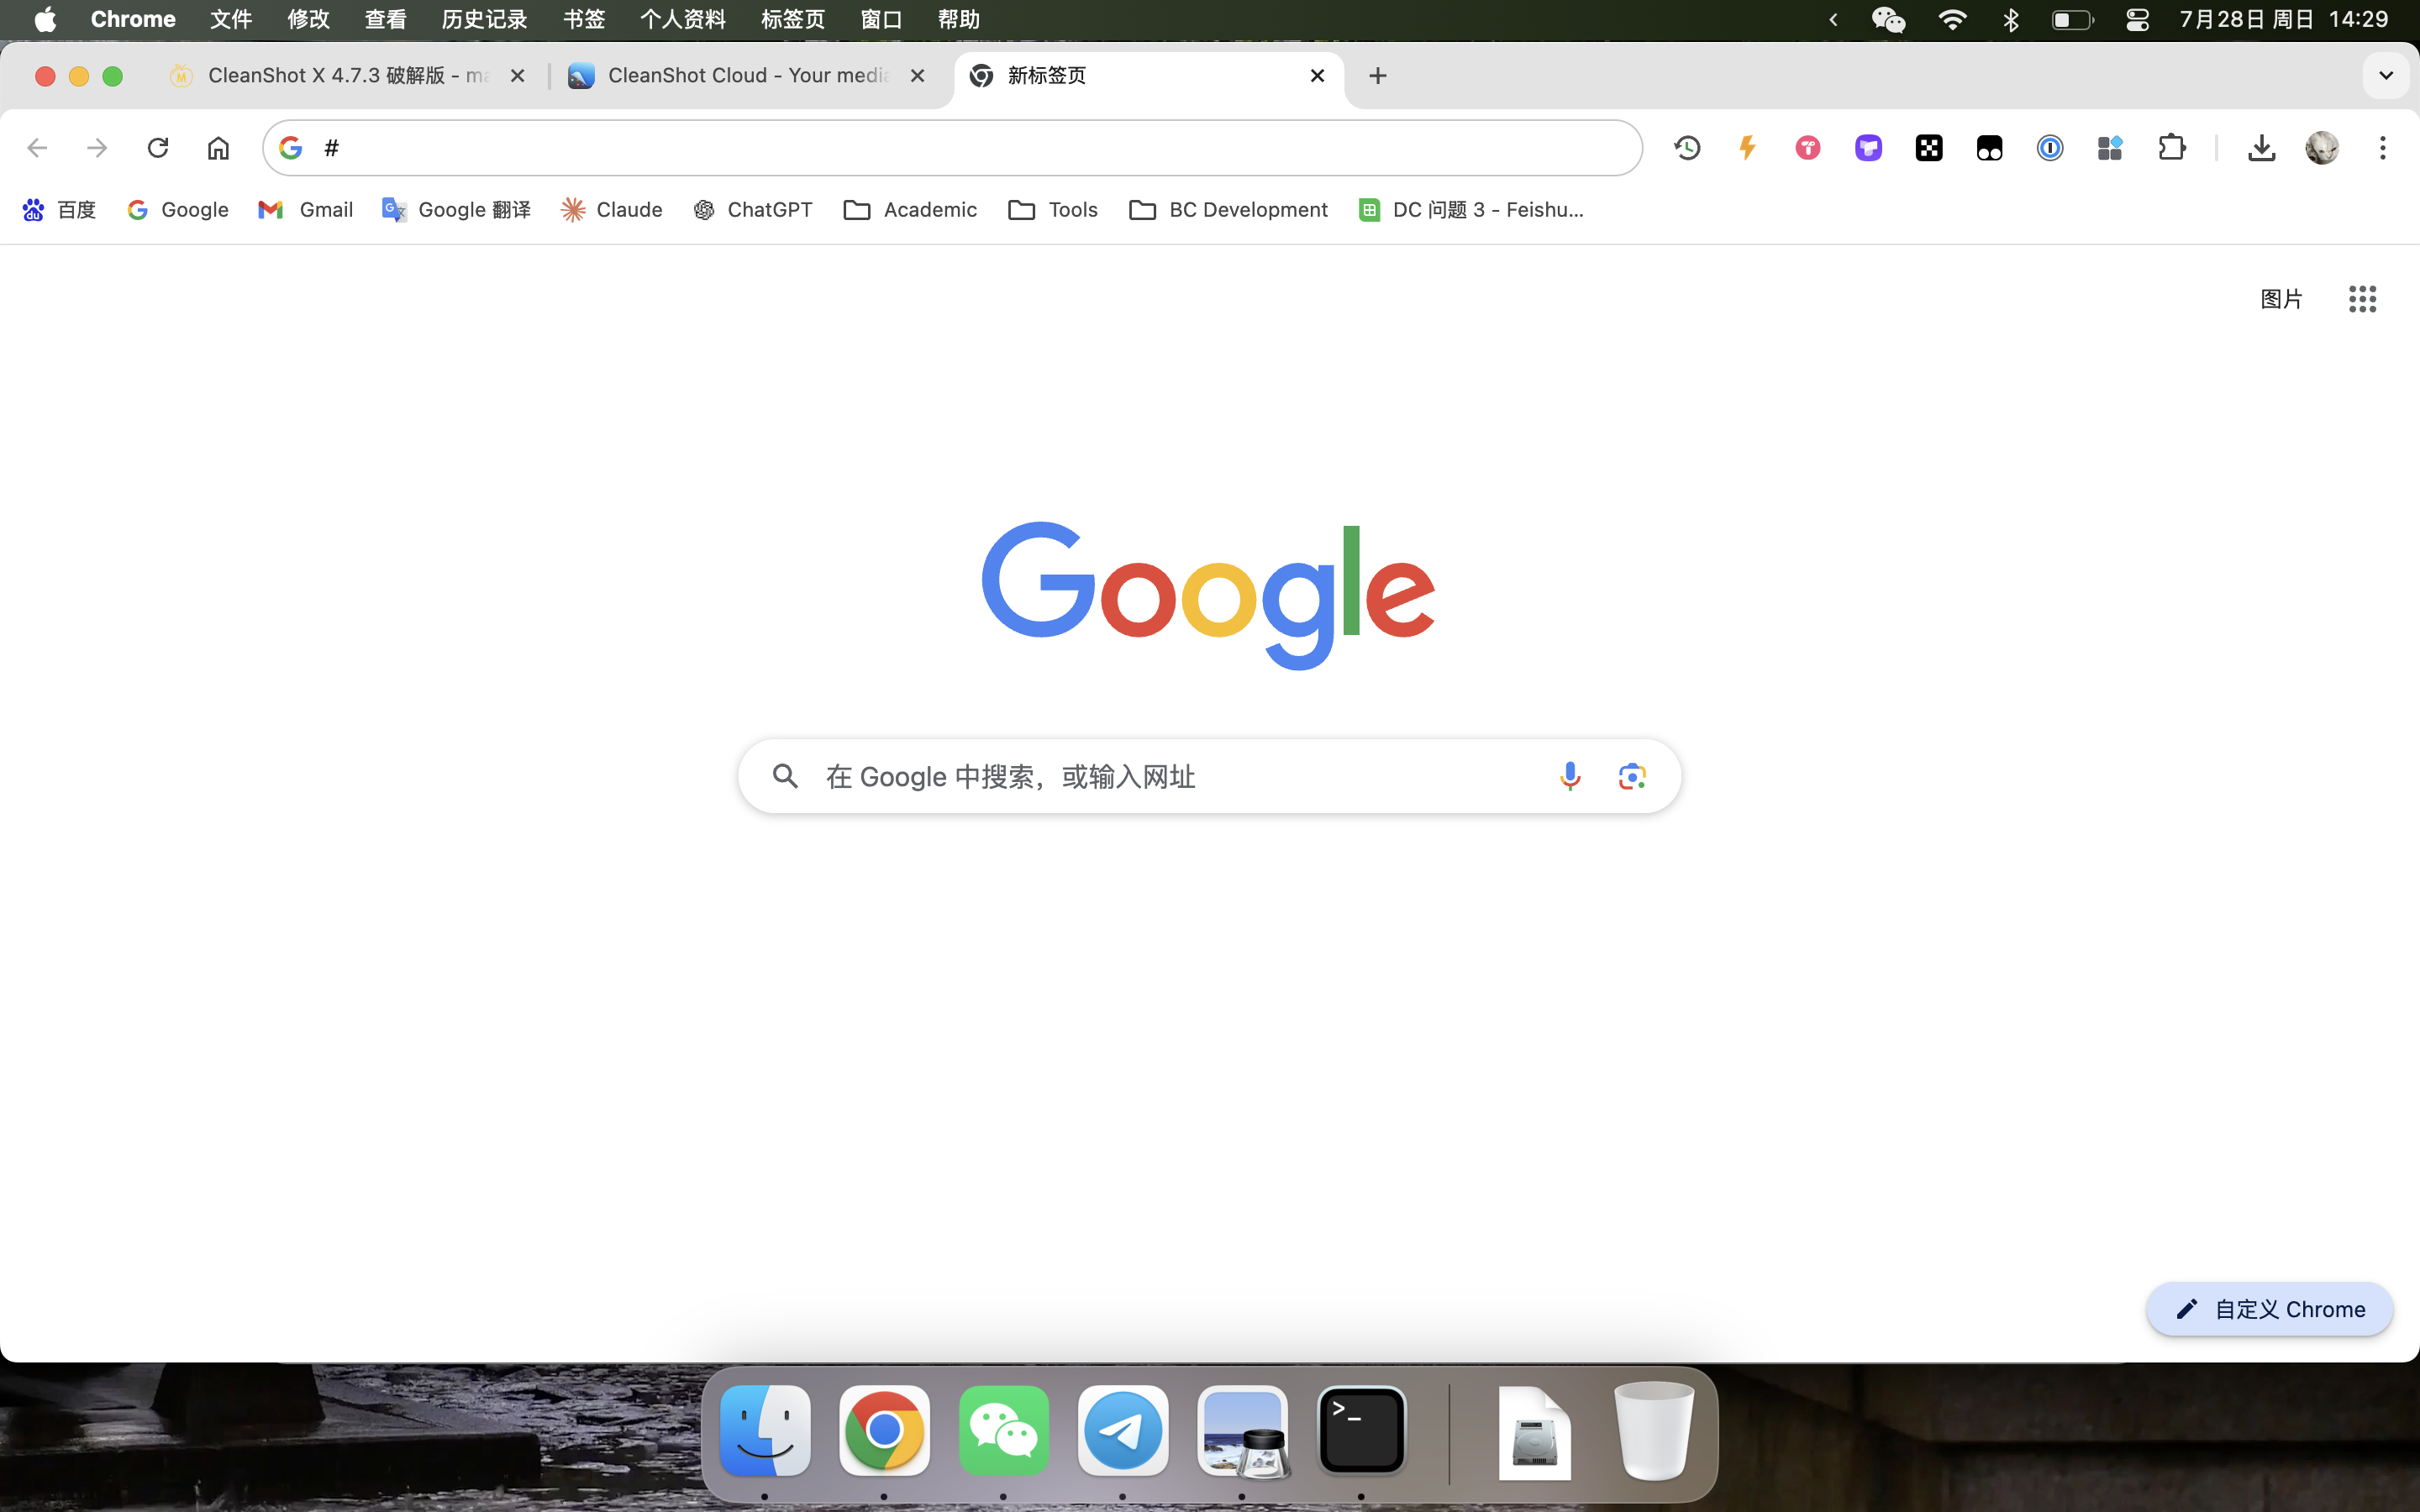 Chrome 文件 修改 查看 历史记录 书签 个人资料 标签页 窗口 帮助 7月28日 周日 14:29
CleanShot X 4.7.3 破解版 - ma CleanShot Cloud - Your media 新标签页
#
百度 Google Gmail Google 翻译 Claude ChatGPT Academic Tools BC Development DC 问题 3 - Feishu...
图片
Google
在 Google 中搜索，或输入网址
自定义 Chrome
>_